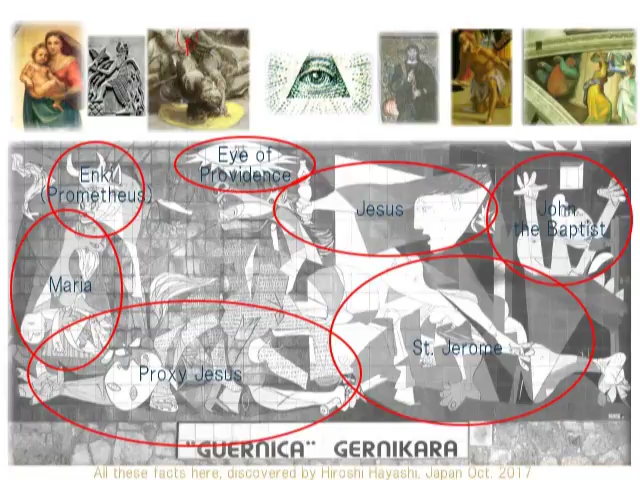 Enki
(Prometheus)
Eye of
Providence
Jesus
John
the Baptist
Maria
St. Jerome
Proxy Jesus
"GUERNICA" GERNIKARA
All these facts here, discovered by Hiroshi Hayashi, Japan Oct. 2017